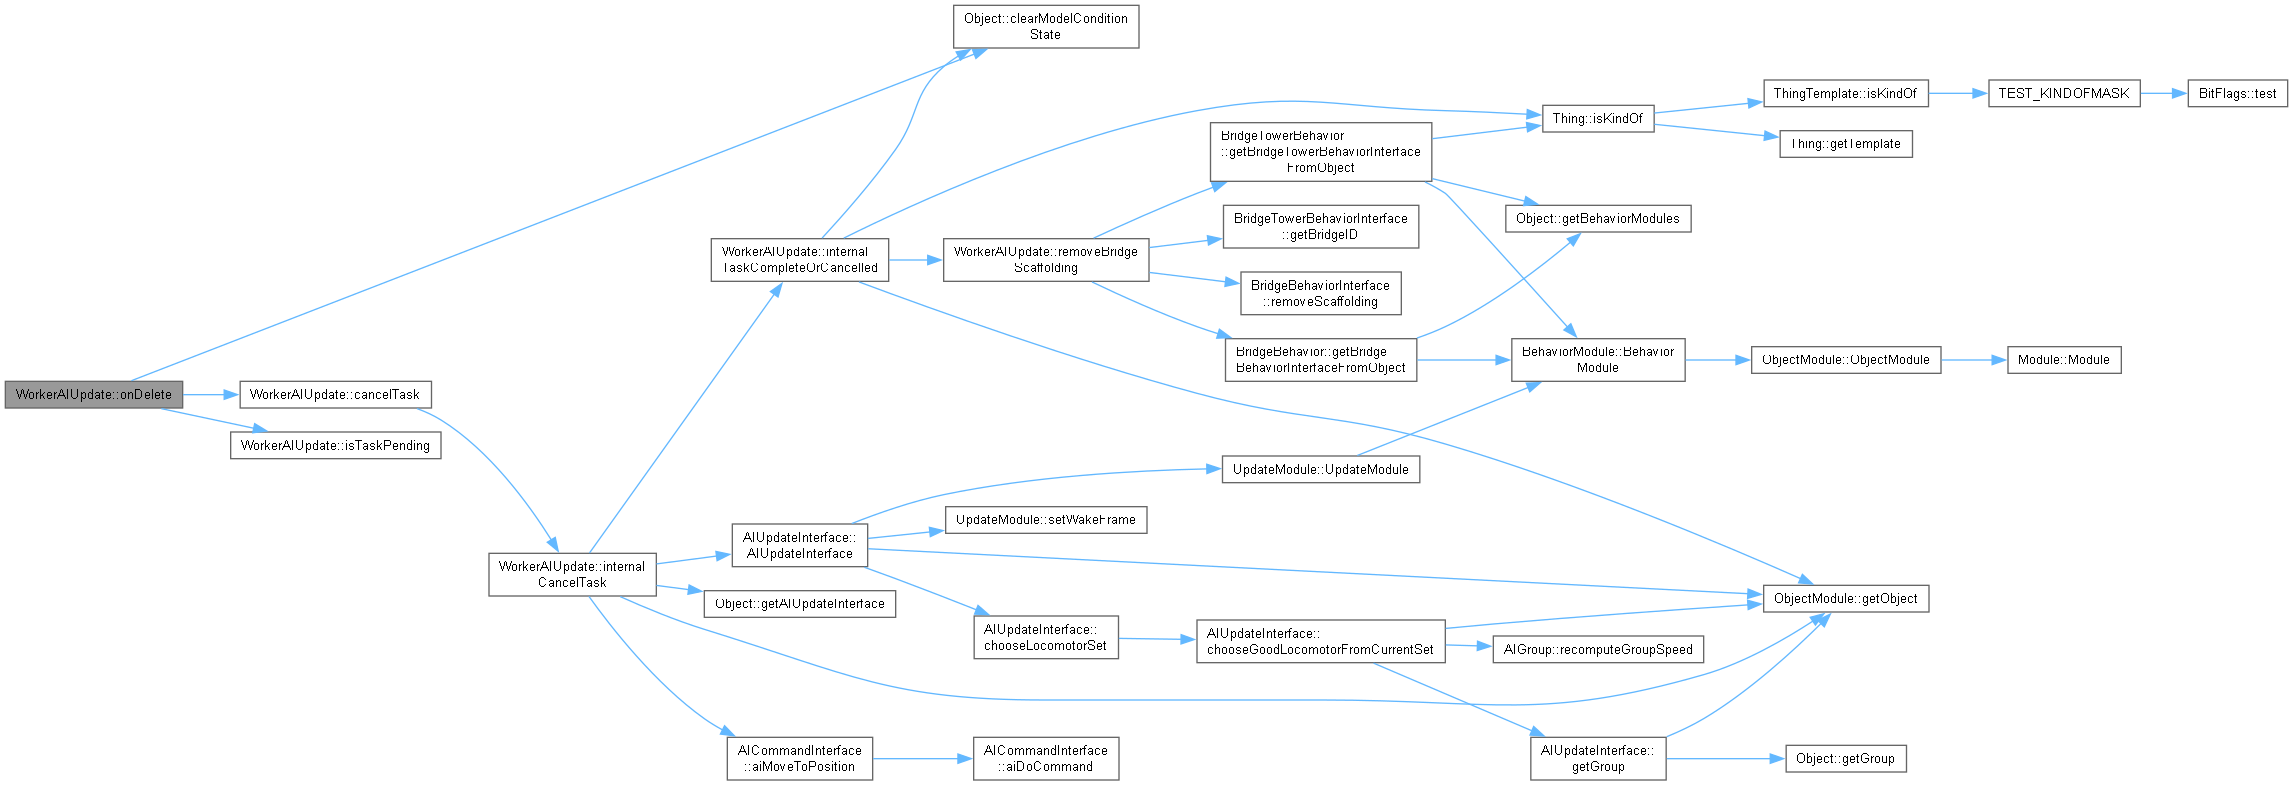 Object::clearModelCondition
State
ThingTemplate::isKindOf
TEST_KINDOFMASK
BitFlags::test
Thing::isKindOf
Thing::getTemplate
BridgeTowerBehavior
::getBridgeTowerBehaviorInterface
FromObject
BridgeTowerBehaviorInterface
::getBridgeID
Object::getBehaviorModules
WorkerAIUpdate::internal
TaskCompleteOrCancelled
WorkerAIUpdate::removeBridge
Scaffolding
BridgeBehaviorInterface
::removeScaffolding
BridgeBehavior::getBridge
BehaviorInterfaceFromObject
BehaviorModule::Behavior
Module
ObjectModule::ObjectModule
Module::Module
WorkerAIUpdate::onDelete
WorkerAIUpdate::cancelTask
WorkerAIUpdate::isTaskPending
UpdateModule::UpdateModule
UpdateModule::setWakeFrame
AIUpdateInterface::
AIUpdateInterface
WorkerAIUpdate::internal
CancelTask
Object::getAIUpdateInterface
ObjectModule::getObject
AIUpdateInterface::
chooseLocomotorSet
AIUpdateInterface::
chooseGoodLocomotorFromCurrentSet
AIGroup::recomputeGroupSpeed
AICommandInterface
::aiMoveToPosition
AICommandInterface
::aiDoCommand
AIUpdateInterface::
getGroup
Object::getGroup